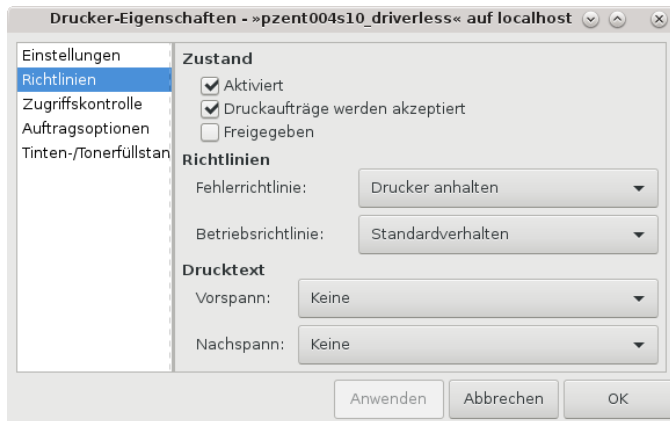 Drucker-Eigenschaften - »pzent004s10_driverless« auf localhost
Einstellungen
Richtlinien
Zugriffskontrolle
Auftragsoptionen
Tinten-/Tonerfüllstan
Zustand
Aktiviert
Druckaufträge werden akzeptiert
Freigegeben
Richtlinien
Fehlerrichtlinie: Drucker anhalten
Betriebsrichtlinie: Standardverhalten
Drucktext
Vorspann: Keine
Nachspann: Keine
Anwenden Abbrechen OK